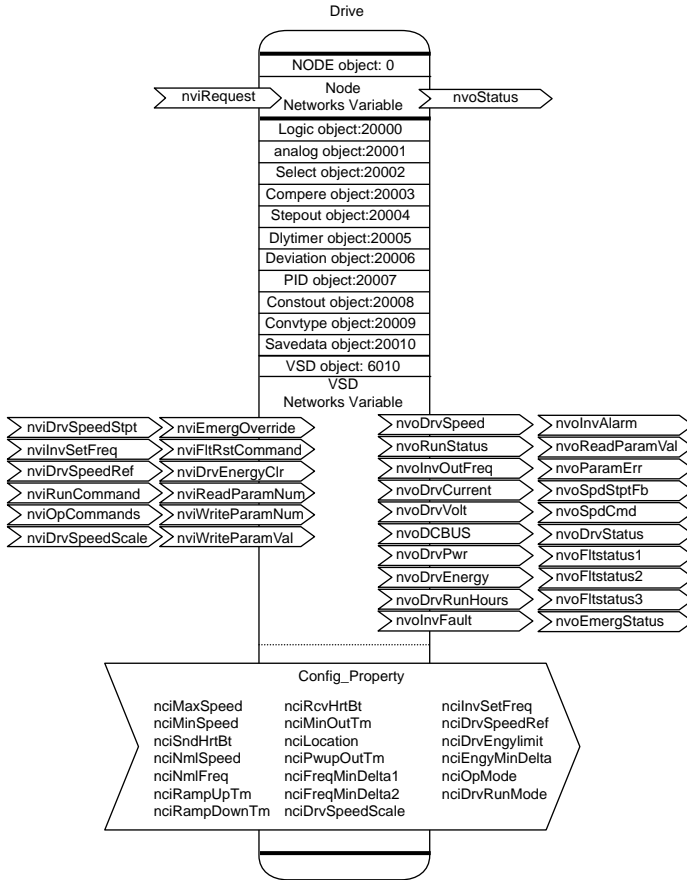 Drive
NODE object: 0
nviRequest
Node
Networks Variable
nvoStatus
Logic object:20000
analog object:20001
Select object:20002
Compere object:20003
Stepout object:20004
Dlytimer object:20005
Deviation object:20006
PID object:20007
Constout object:20008
Convtype object:20009
Savedata object:20010
VSD object: 6010
VSD
Networks Variable
nviDrvSpeedStpt nviEmergOverride
nviInvSetFreq nviFltRstCommand
nviDrvSpeedRef nviDrvEnergyClr
nviRunCommand nviReadParamNum
nviOpCommands nviWriteParamNum
nviDrvSpeedScale nviWriteParamVal
nvoDrvSpeed nvoInvAlarm
nvoRunStatus nvoReadParamVal
nvoInvOutFreq nvoParamErr
nvoDrvCurrent nvoSpdStptFb
nvoDrvVolt nvoSpdCmd
nvoDCBUS nvoDrvStatus
nvoDrvPwr nvoFltstatus1
nvoDrvEnergy nvoFltstatus2
nvoDrvRunHours nvoFltstatus3
nvoInvFault nvoEmergStatus
Config_Property
nciMaxSpeed nciRcvHrtBt nciInvSetFreq
nciMinSpeed nciMinOutTm nciDrvSpeedRef
nciSndHrtBt nciLocation nciDrvEngylimit
nciNmlSpeed nciPwupOutTm nciEngyMinDelta
nciNmlFreq nciFreqMinDelta1 nciOpMode
nciRampUpTm nciFreqMinDelta2 nciDrvRunMode
nciRampDownTm nciDrvSpeedScale